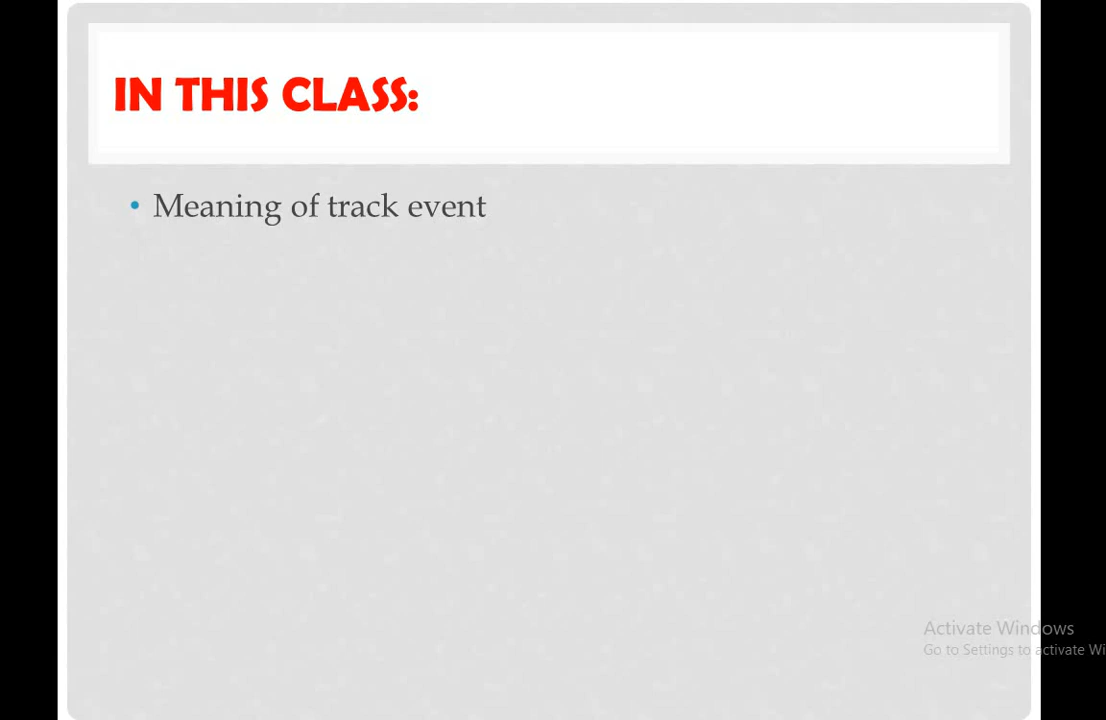 IN THIS CLASS:
• Meaning of track event
Activate Windows
Go to Settings to activate Wi